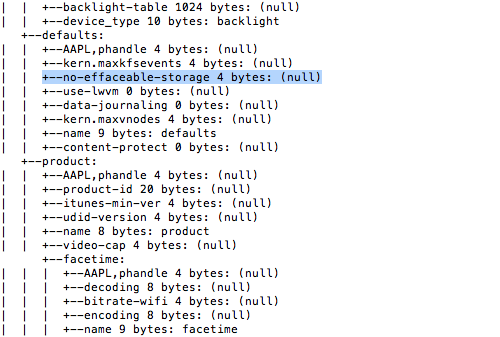 |   |   +--backlight-table 1024 bytes: (null)
|   |   +--device_type 10 bytes: backlight
|   +--defaults:
|   |   +--AAPL,phandle 4 bytes: (null)
|   |   +--kern.maxkfsevents 4 bytes: (null)
|   |   +--no-effaceable-storage 4 bytes: (null)
|   |   +--use-lwvm 0 bytes: (null)
|   |   +--data-journaling 0 bytes: (null)
|   |   +--kern.maxvnodes 4 bytes: (null)
|   |   +--name 9 bytes: defaults
|   |   +--content-protect 0 bytes: (null)
|   +--product:
|   |   +--AAPL,phandle 4 bytes: (null)
|   |   +--product-id 20 bytes: (null)
|   |   +--itunes-min-ver 4 bytes: (null)
|   |   +--udid-version 4 bytes: (null)
|   |   +--name 8 bytes: product
|   |   +--video-cap 4 bytes: (null)
|   |   +--facetime:
|   |   |   +--AAPL,phandle 4 bytes: (null)
|   |   |   +--decoding 8 bytes: (null)
|   |   |   +--bitrate-wifi 4 bytes: (null)
|   |   |   +--encoding 8 bytes: (null)
|   |   |   +--name 9 bytes: facetime